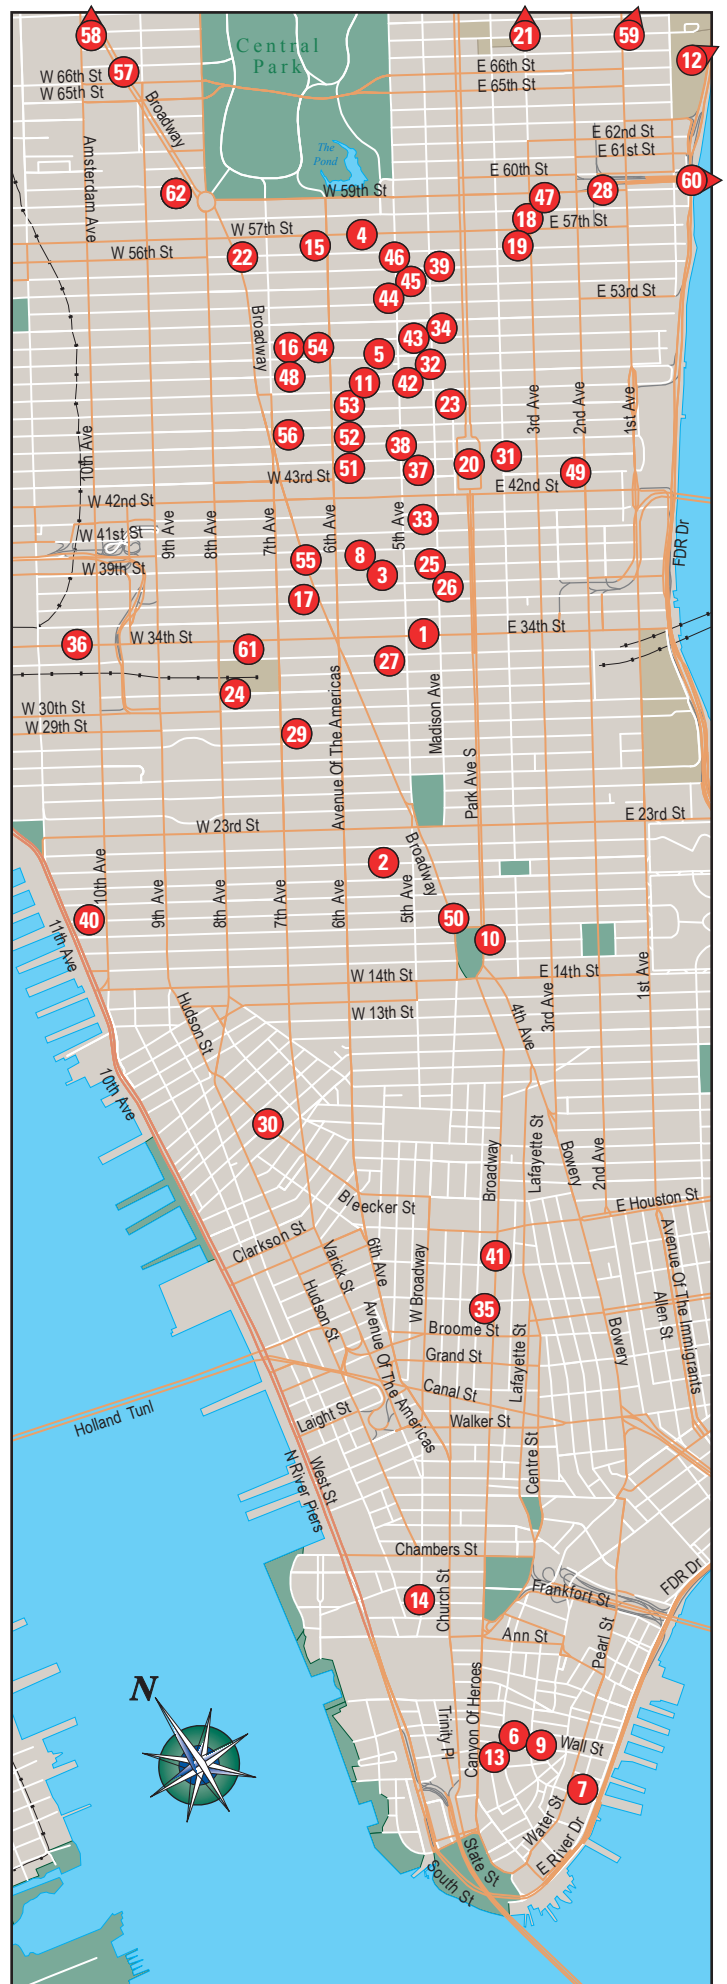 58
21
59
12
57
Central
Park
E 66th St
E 65th St
W 66th St
W 65th St
Broadway
Amsterdam Ave
E 62nd St
E 61st St
The
Pond
E 60th St
60
62
W 59th St
47
28
18
E 57th St
W 57th St
4
15
19
W 56th St
22
46
39
45
44
E 53rd St
Broadway
34
43
16
54
5
32
48
11
42
53
23
3rd Ave
2nd Ave
1st Ave
56
52
38
31
10th Ave
51
37
20
49
W 43rd St
E 42nd St
W 42nd St
33
9th Ave
8th Ave
7th Ave
6th Ave
5th Ave
W 41st St
FDR Dr
55
8
25
W 39th St
3
26
17
36
W 34th St
61
1
E 34th St
27
24
W 30th St
W 29th St
29
Avenue Of The Americas
Madison Ave
Park Ave S
W 23rd St
E 23rd St
2
Broadway
10th Ave
9th Ave
8th Ave
7th Ave
6th Ave
5th Ave
40
50
10
11th Ave
W 14th St
E 14th St
1st Ave
3rd Ave
W 13th St
4th Ave
Hudson St
10th Ave
30
Broadway
Lafayette St
Bowery
2nd Ave
Bleecker St
E Houston St
Clarkson St
41
Varick St
6th Ave
W Broadway
Avenue Of The Immigrants
Allen St
Hudson St
35
Broome St
Avenue Of The Americas
Grand St
Lafayette St
Bowery
Canal St
Holland Tunl
Laight St
Walker St
Centre St
West St
N River Piers
Chambers St
14
Church St
Frankfort St
FDR Dr
Ann St
Pearl St
N
Canyon Of Heroes
Trinity Pl
6
9
13
Wall St
7
Water St
E River Dr
State St
South St